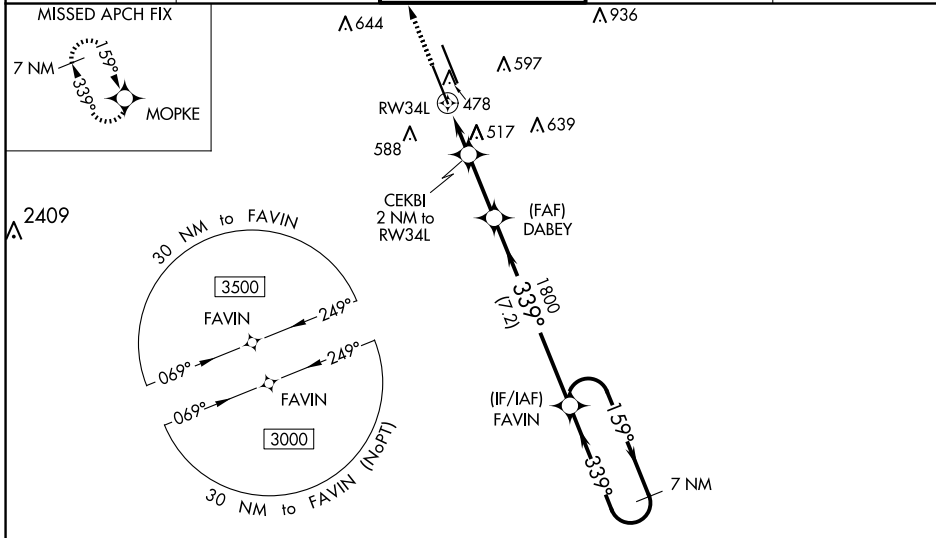 MISSED APCH FIX
159°
7 NM
339°
MOPKE
644
936
597
RW34L
478
517
639
588
CEKBI
2 NM to
RW34L
(FAF)
DABEY
2409
30 NM to FAVIN
3500
FAVIN
249°
069°
249°
069°
FAVIN
3000
30 NM to FAVIN (NoPT)
1800
339°
(7.2)
(IF/IAF)
FAVIN
159°
339°
7 NM